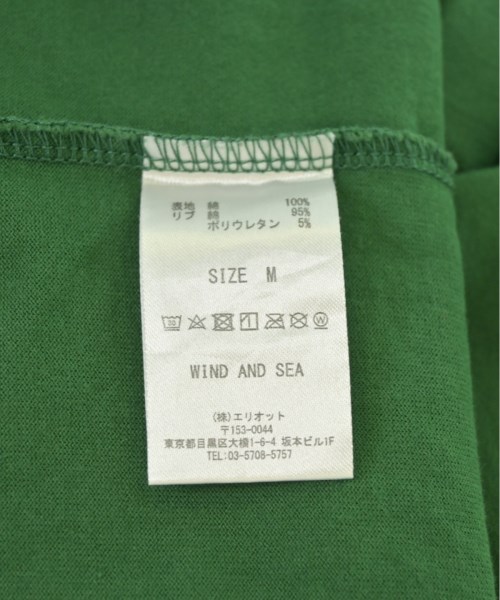 表地 綿 100%
リブ 綿 95%
ポリウレタン 5%
SIZE M
WIND AND SEA
(株)エリオット
〒153-0044
東京都目黒区大橋1-6-4 坂本ビル1F
TEL:03-5708-5757